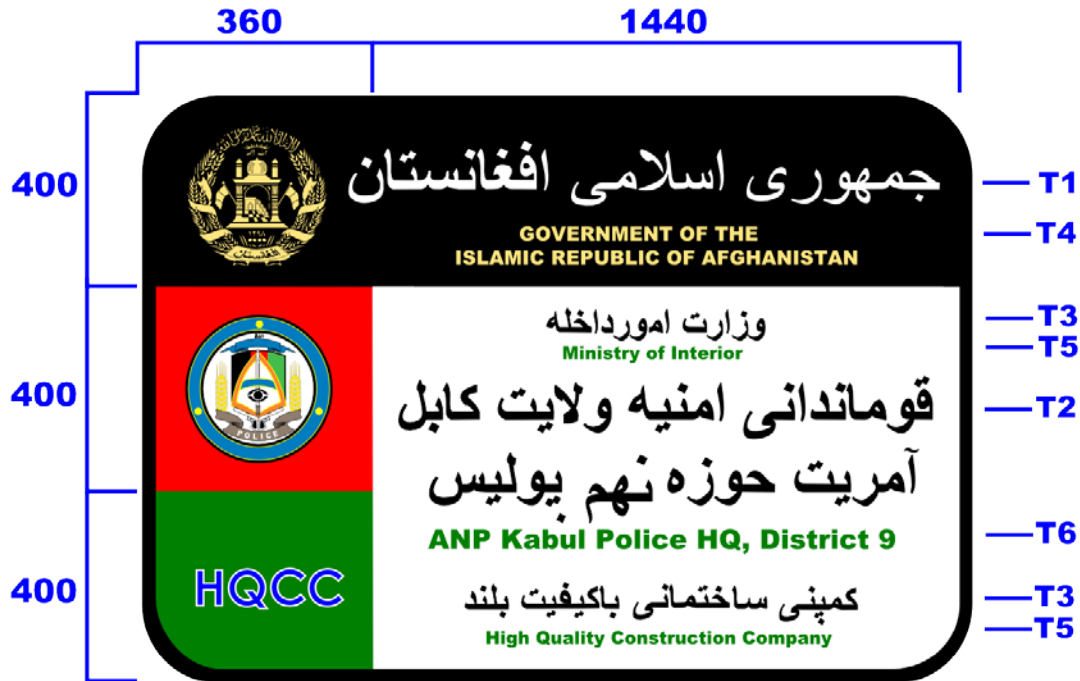 360
1440
400
جمهوری اسلامی افغانستان
T1
GOVERNMENT OF THE
T4
ISLAMIC REPUBLIC OF AFGHANISTAN
وزارت امورداخله
T3
Ministry of Interior
T5
400
قوماندانی امنیه ولایت کابل
T2
POLICE
آمریت حوزه نهم پولیس
ANP Kabul Police HQ, District 9
T6
400
HQCC
کمپنی ساختمانی باکیفیت بلند
T3
High Quality Construction Company
T5